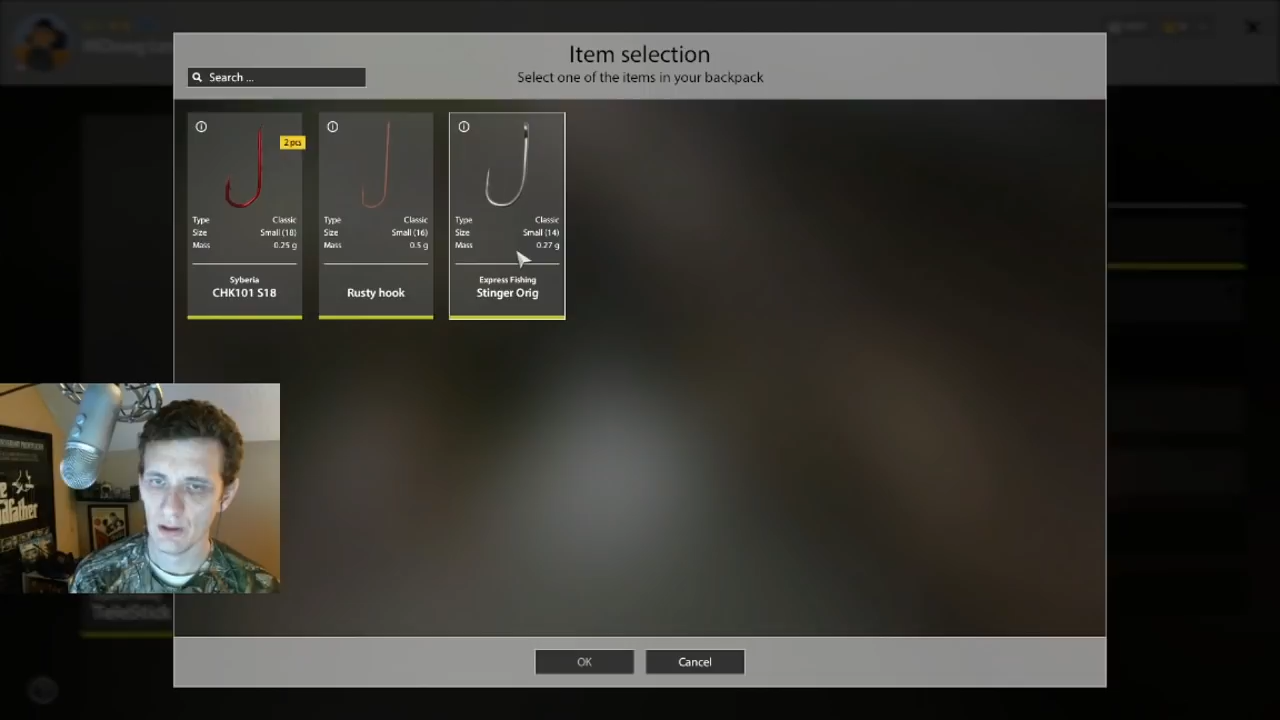 Item selection
Search ...
Select one of the items in your backpack
2 pcs
Type Classic
Size Small (18)
Mass 0.25 g
Syberia
CHK101 S18
Type Classic
Size Small (16)
Mass 0.5 g
Rusty hook
Type Classic
Size Small (14)
Mass 0.27 g
Express Fishing
Stinger Orig
OK
Cancel